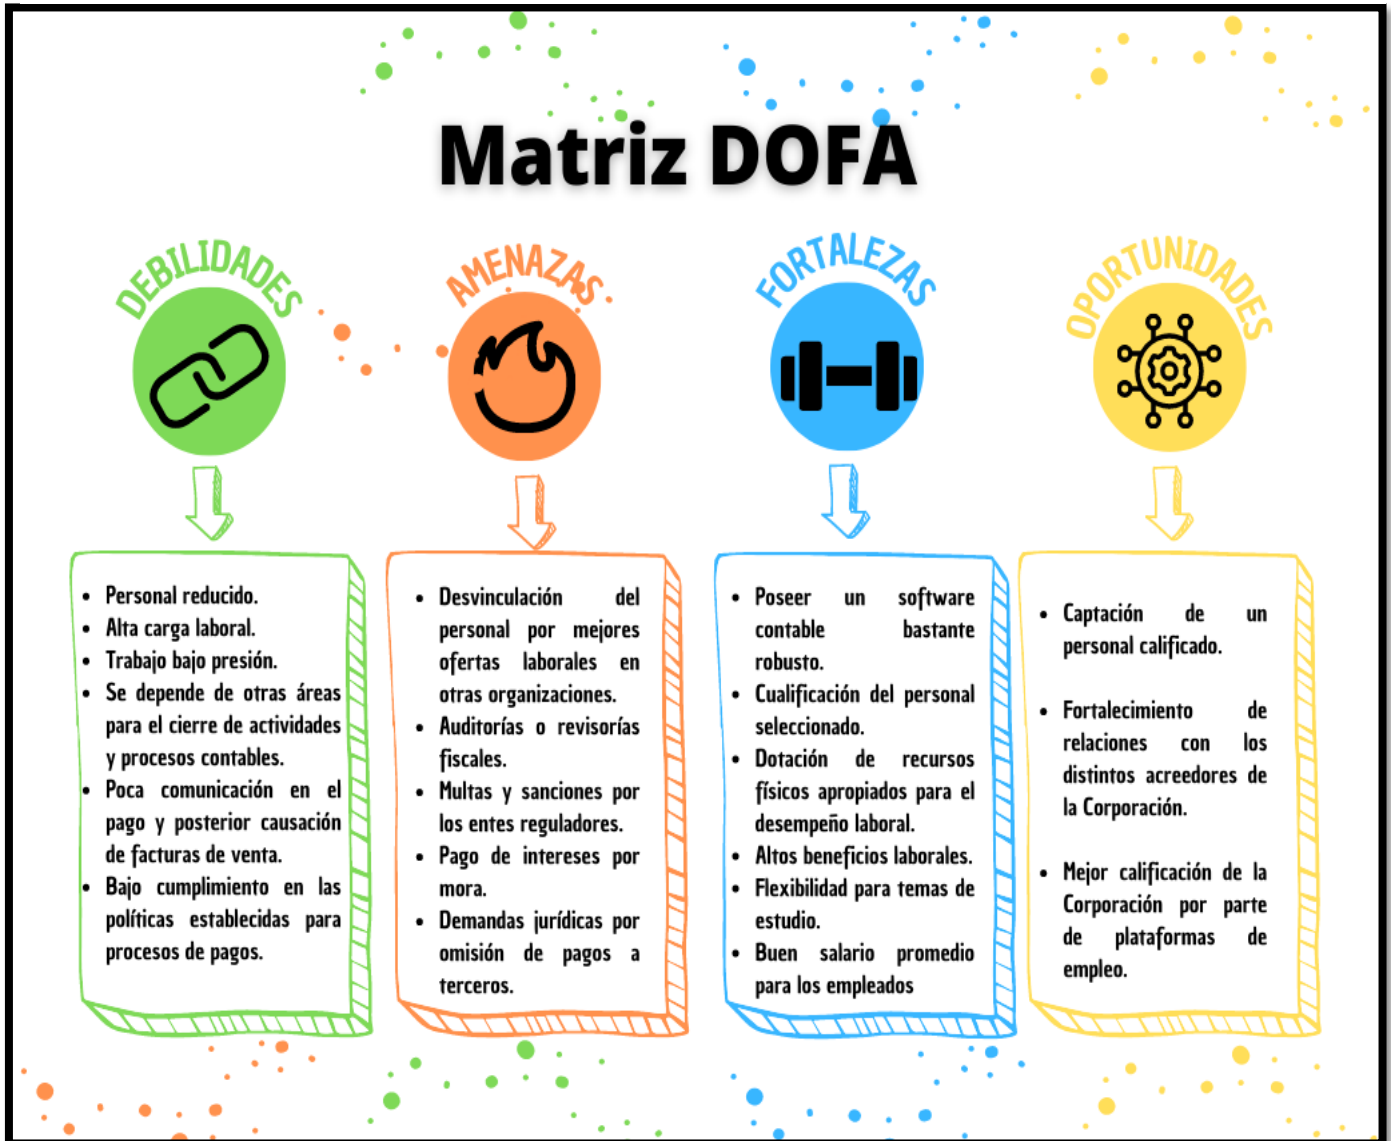 Matriz DOFA
DEBILIDADES
Personal reducido.
Alta carga laboral.
Trabajo bajo presión.
Se depende de otras áreas
para el cierre de actividades
y procesos contables.
Poca comunicación en el
pago y posterior causación
de facturas de venta.
Bajo cumplimiento en las
políticas establecidas para
procesos de pagos.
AMENAZAS
Desvinculación del
personal por mejores
ofertas laborales en
otras organizaciones.
Auditorías o revisorías
fiscales.
Multas y sanciones por
los entes reguladores.
Pago de intereses por
mora.
Demandas jurídicas por
omisión de pagos a
terceros.
FORTALEZAS
Poseer un software
contable bastante
robusto.
Cualificación del personal
seleccionado.
Dotación de recursos
físicos apropiados para el
desempeño laboral.
Altos beneficios laborales.
Flexibilidad para temas de
estudio.
Buen salario promedio
para los empleados
OPORTUNIDADES
Captación de un
personal calificado.
Fortalecimiento de
relaciones con los
distintos acreedores de
la Corporación.
Mejor calificación de la
Corporación por parte
de plataformas de
empleo.